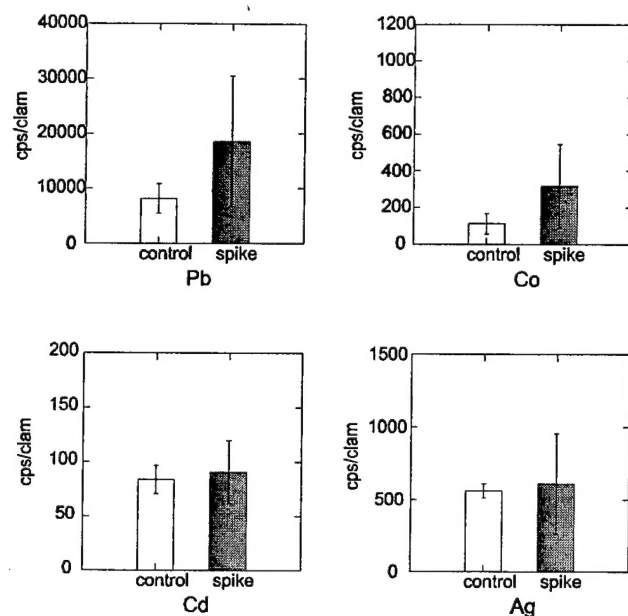 40000
30000
20000
10000
0
cps/clam
control spike
Pb
1200
1000
800
600
400
200
0
cps/clam
control spike
Co
200
150
100
50
0
cps/clam
control spike
Cd
1500
1000
500
0
cps/clam
control spike
Ag